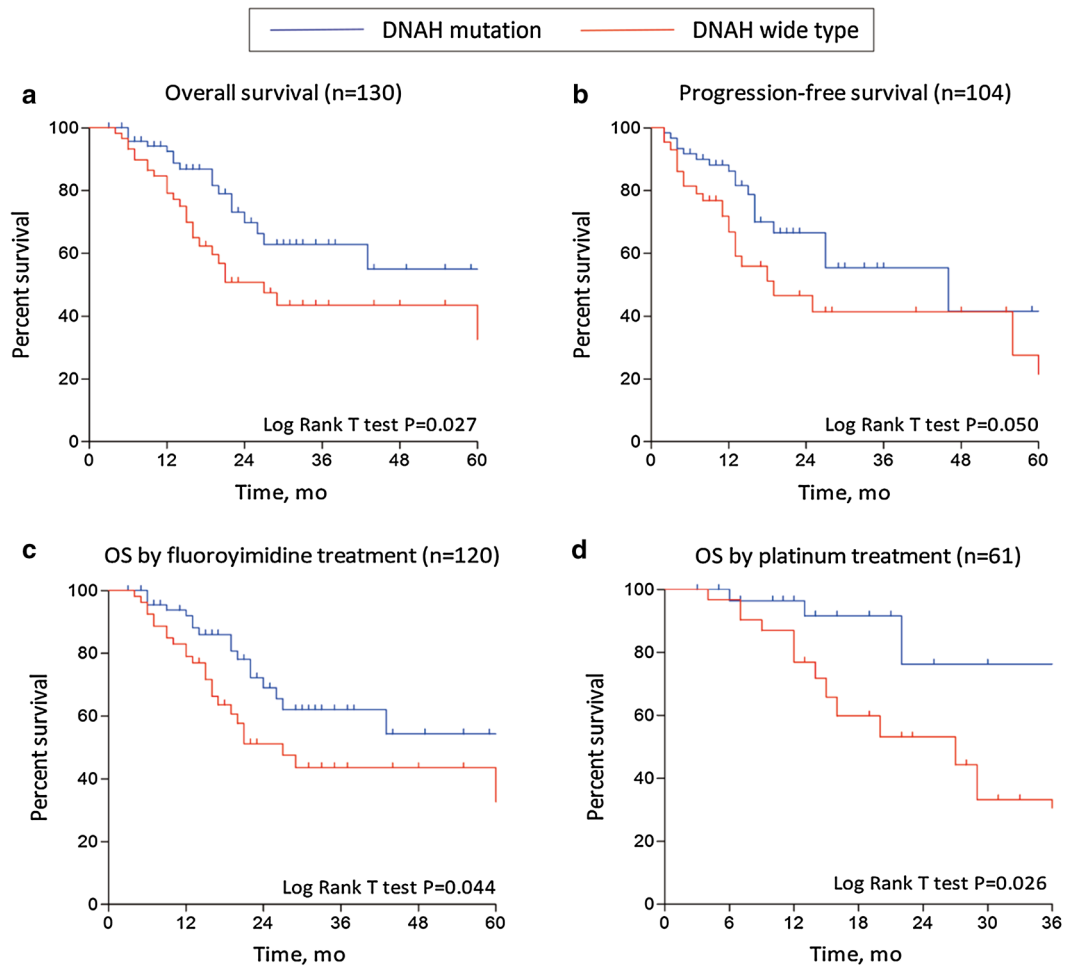 DNAH mutation DNAH wide type
a Overall survival (n=130)
100
80
60
40
20
0
Percent survival
Log Rank T test P=0.027
0 12 24 36 48 60
Time, mo
b Progression-free survival (n=104)
100
80
60
40
20
0
Percent survival
Log Rank T test P=0.050
0 12 24 36 48 60
Time, mo
c OS by fluoroyimidine treatment (n=120)
100
80
60
40
20
0
Percent survival
Log Rank T test P=0.044
0 12 24 36 48 60
Time, mo
d OS by platinum treatment (n=61)
100
80
60
40
20
0
Percent survival
Log Rank T test P=0.026
0 6 12 18 24 30 36
Time, mo